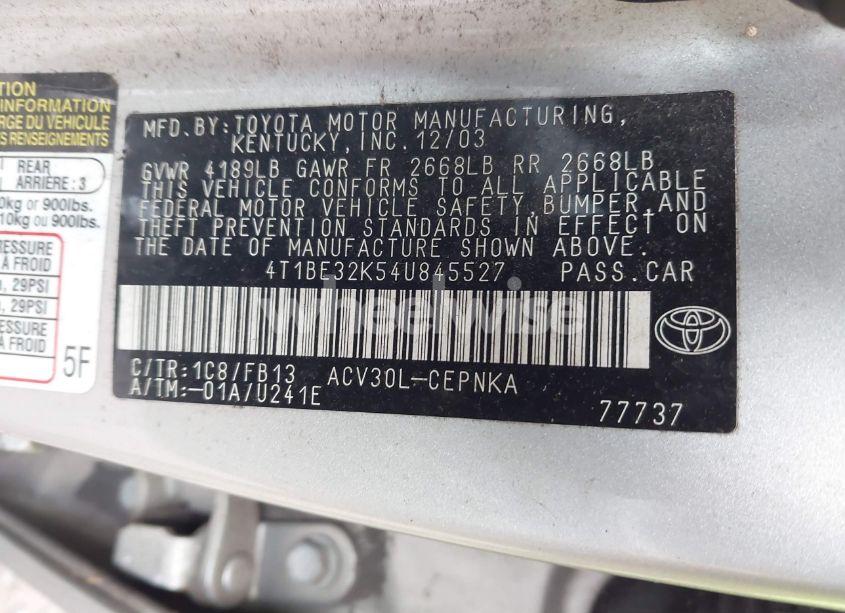 TION
INFORMATION
RGE DU VÉHICULE
S RENSEIGNEMENTS
REAR
ARRIÈRE : 3
0kg or 900lbs.
10kg ou 900lbs.
RESSURE
À FROID
, 29PSI
RESSURE
À FROID
, 29PSI
5F
MFD.BY:TOYOTA MOTOR MANUFACTURING,
KENTUCKY,INC.12/03
GVWR 4189LB GAWR FR 2668LB RR 2668LB
THIS VEHICLE CONFORMS TO ALL APPLICABLE
FEDERAL MOTOR VEHICLE SAFETY,BUMPER,AND
THEFT PREVENTION STANDARDS IN EFFECT ON
THE DATE OF MANUFACTURE SHOWN ABOVE.
4T1BE32K54U845527 PASS.CAR
wheelwise
C/TR:1C8/FB13 ACV30L-CEPNKA
A/TM:-01A/U241E
77737